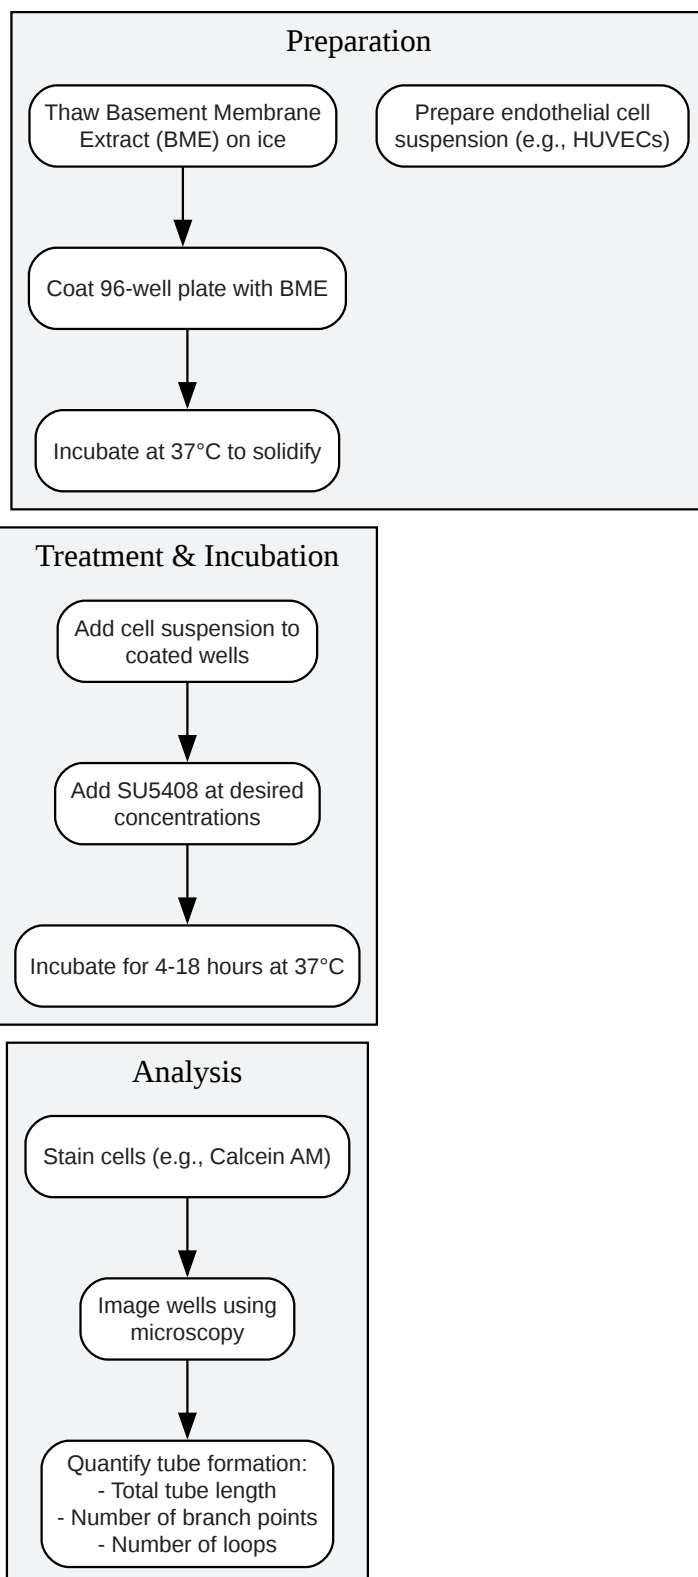 Preparation
Thaw Basement Membrane
Extract (BME) on ice
Prepare endothelial cell
suspension (e.g., HUVECs)
Coat 96-well plate with BME
Incubate at 37°C to solidify
Treatment & Incubation
Add cell suspension to
coated wells
Add SU5408 at desired
concentrations
Incubate for 4-18 hours at 37°C
Analysis
Stain cells (e.g., Calcein AM)
Image wells using
microscopy
Quantify tube formation:
- Total tube length
- Number of branch points
- Number of loops